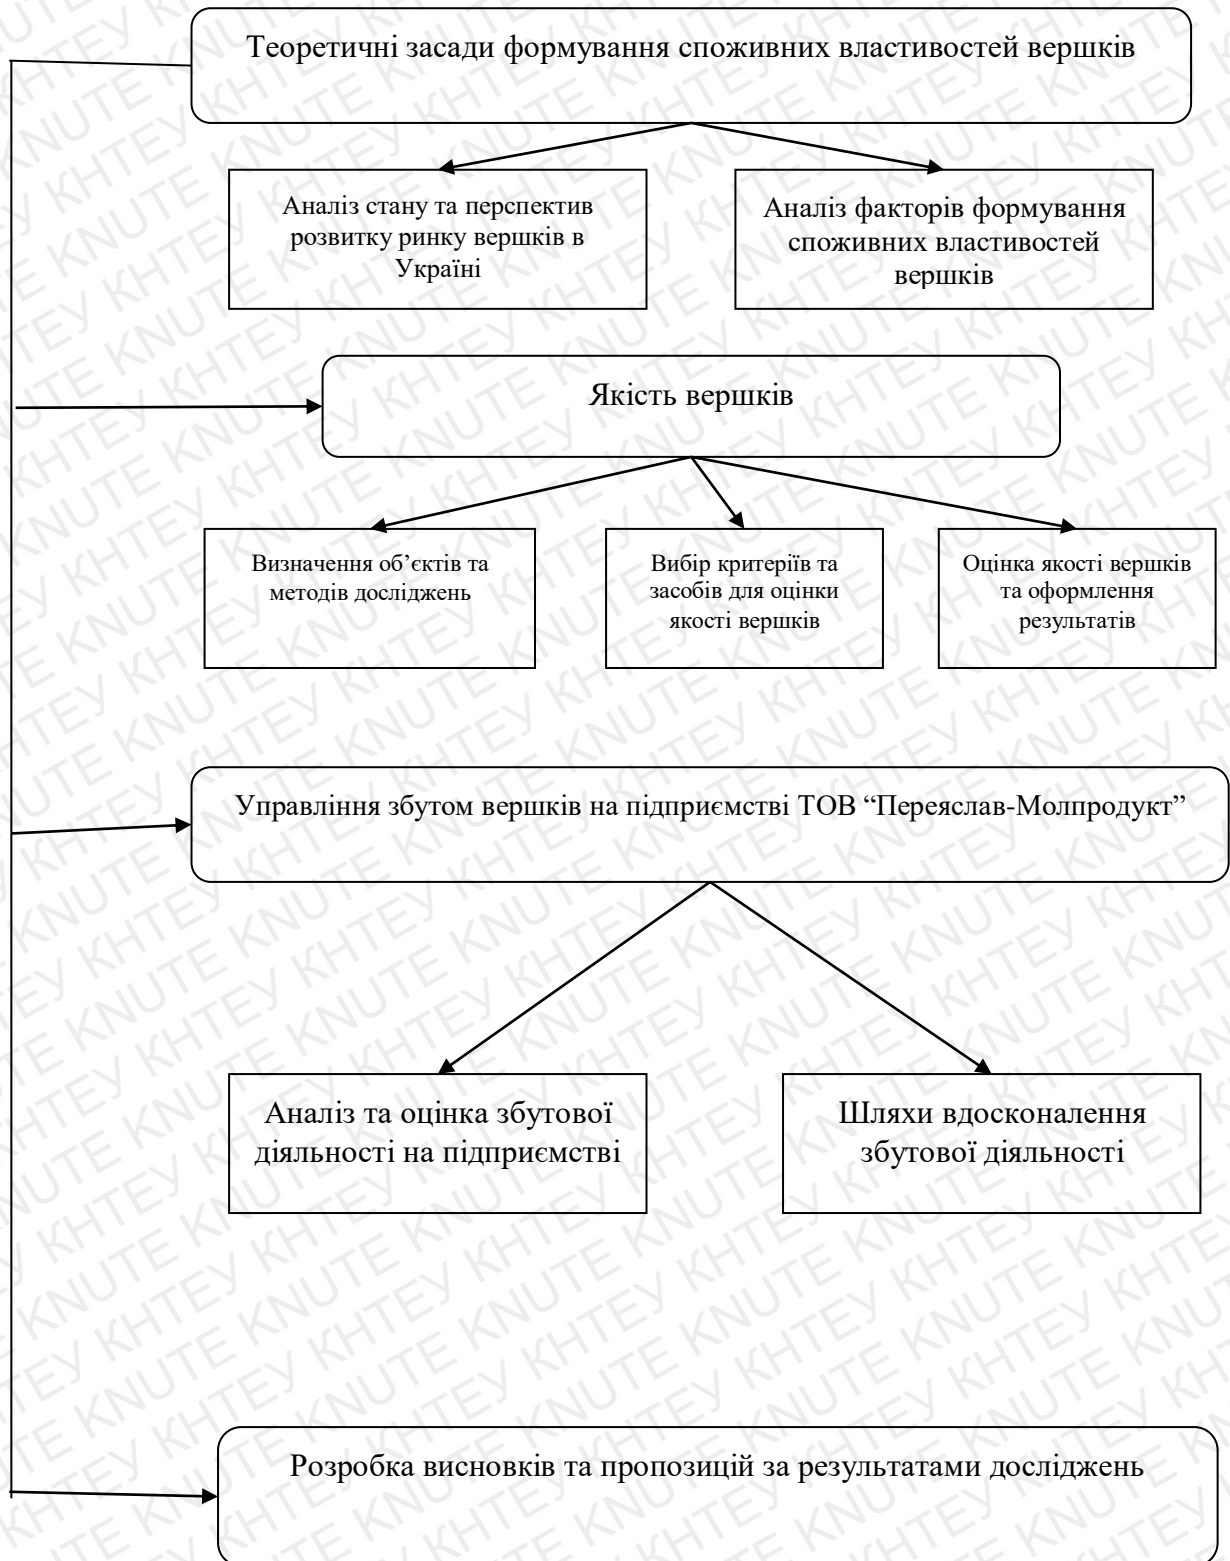 Теоретичні засади формування споживних властивостей вершків
Аналіз стану та перспектив
розвитку ринку вершків в
Україні
Аналіз факторів формування
споживних властивостей
вершків
Якість вершків
Визначення об’єктів та
методів досліджень
Вибір критеріїв та
засобів для оцінки
якості вершків
Оцінка якості вершків
та оформлення
результатів
Управління збутом вершків на підприємстві ТОВ “Переяслав-Молпродукт”
Аналіз та оцінка збутової
діяльності на підприємстві
Шляхи вдосконалення
збутової діяльності
Розробка висновків та пропозицій за результатами досліджень